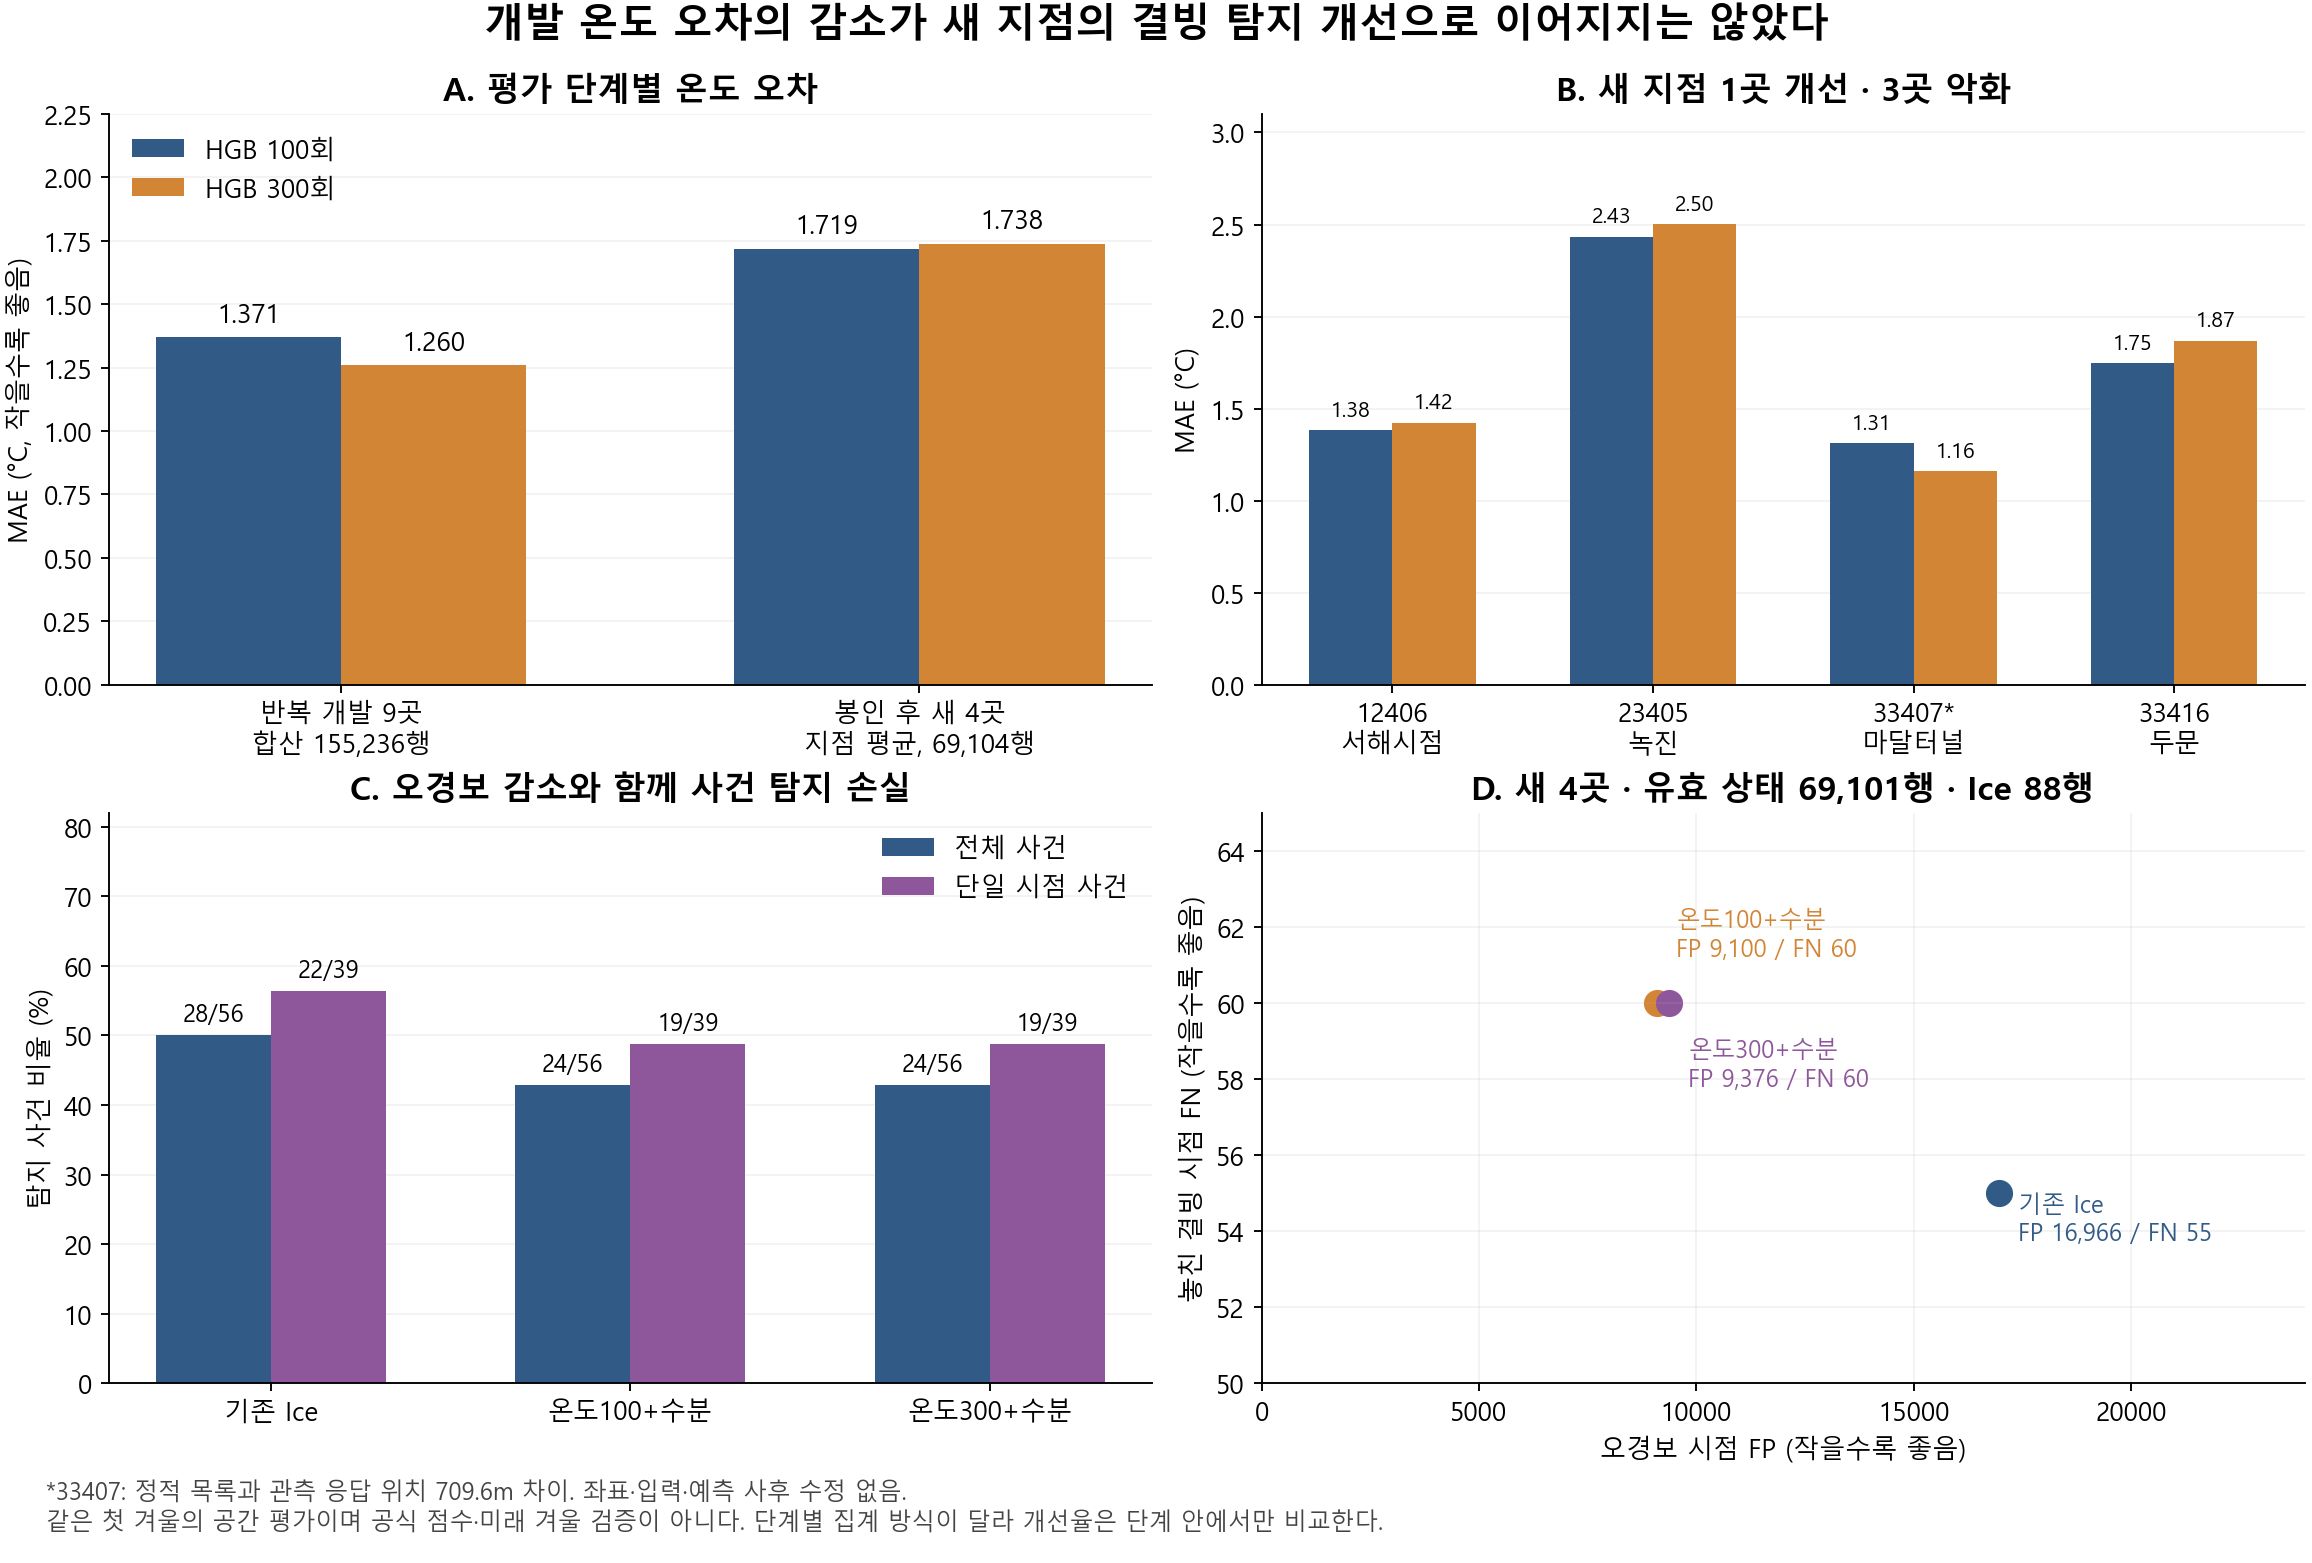 개발 온도 오차의 감소가 새 지점의 결빙 탐지 개선으로 이어지지는 않았다
A. 평가 단계별 온도 오차
MAE (°C, 작을수록 좋음)
2.25
2.00
1.75
1.50
1.25
1.00
0.75
0.50
0.25
0.00
HGB 100회
HGB 300회
1.371
1.260
1.719
1.738
반복 개발 9곳
합산 155,236행
봉인 후 새 4곳
지점 평균, 69,104행
B. 새 지점 1곳 개선 · 3곳 악화
MAE (°C)
3.0
2.5
2.0
1.5
1.0
0.5
0.0
1.38
1.42
2.43
2.50
1.31
1.16
1.75
1.87
12406
서해시점
23405
녹진
33407*
마달터널
33416
두문
C. 오경보 감소와 함께 사건 탐지 손실
탐지 사건 비율 (%)
80
70
60
50
40
30
20
10
0
전체 사건
단일 시점 사건
28/56
22/39
24/56
19/39
24/56
19/39
기존 Ice
온도100+수분
온도300+수분
D. 새 4곳 · 유효 상태 69,101행 · Ice 88행
놓친 결빙 시점 FN (작을수록 좋음)
64
62
60
58
56
54
52
50
온도100+수분
FP 9,100 / FN 60
온도300+수분
FP 9,376 / FN 60
기존 Ice
FP 16,966 / FN 55
0
5000
10000
15000
20000
오경보 시점 FP (작을수록 좋음)
*33407: 정적 목록과 관측 응답 위치 709.6m 차이. 좌표·입력·예측 사후 수정 없음.
같은 첫 겨울의 공간 평가이며 공식 점수·미래 겨울 검증이 아니다. 단계별 집계 방식이 달라 개선율은 단계 안에서만 비교한다.